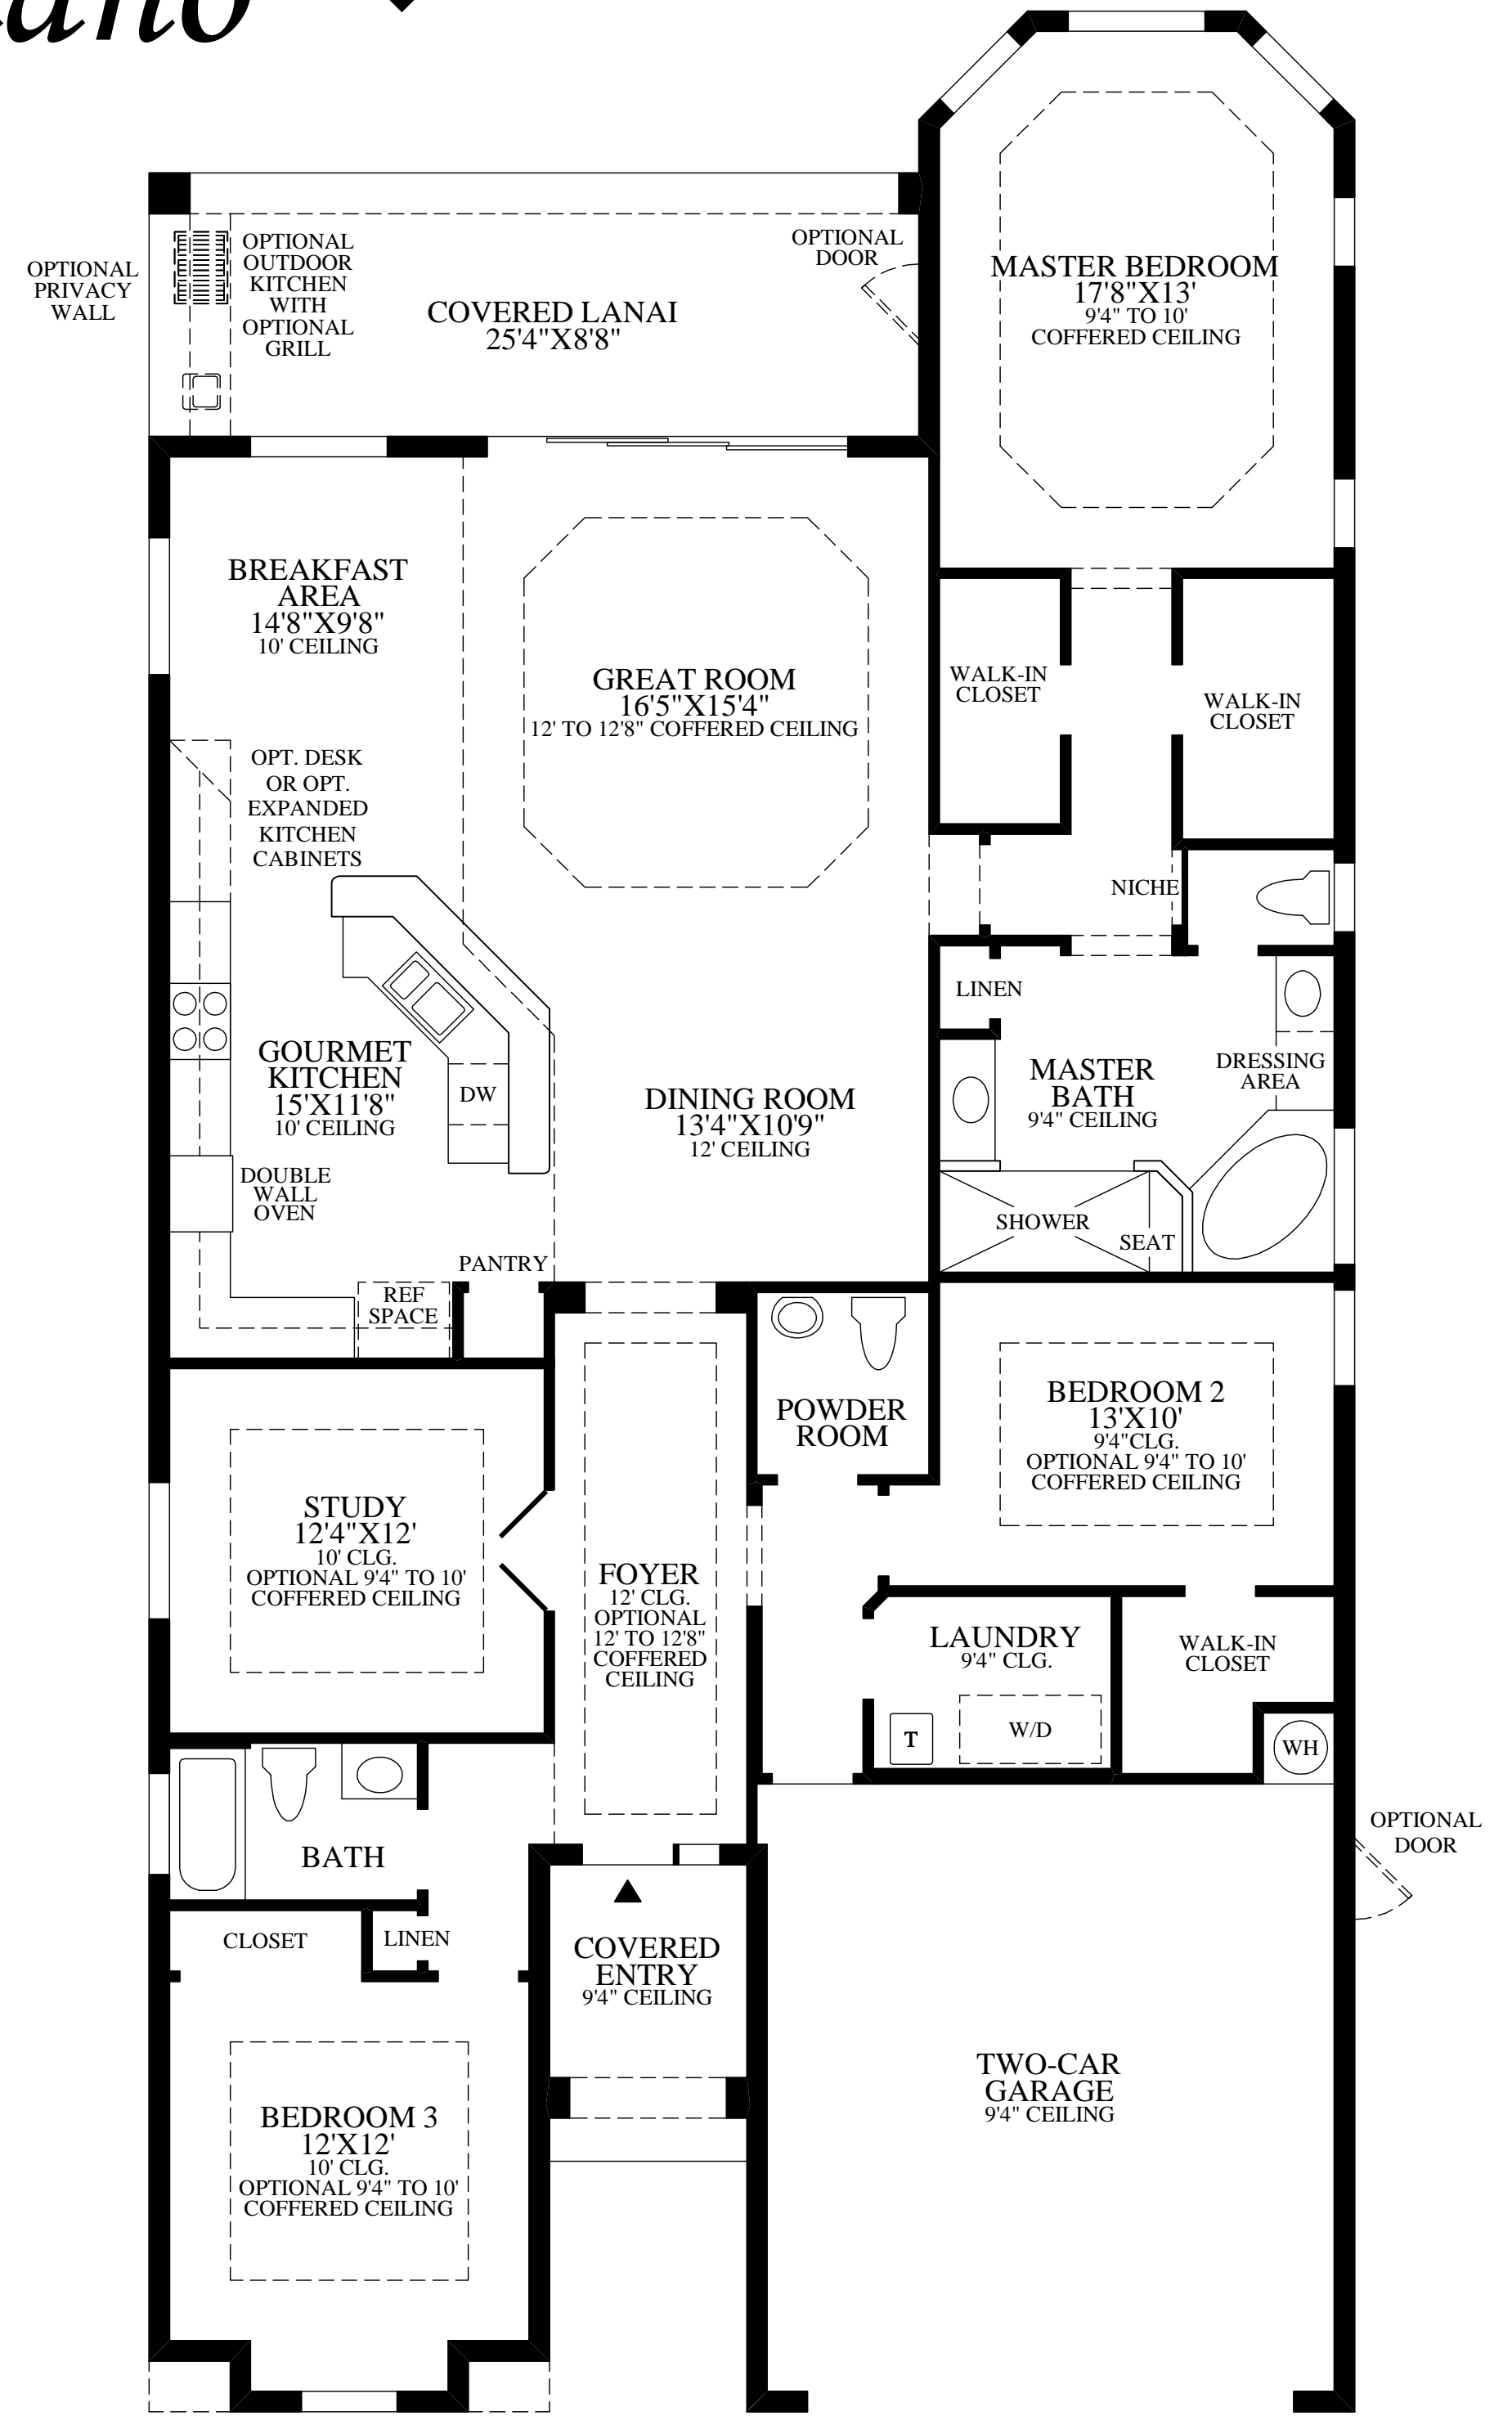 OPTIONAL
PRIVACY
WALL
OPTIONAL
OUTDOOR
KITCHEN
WITH
OPTIONAL
GRILL
COVERED LANAI
25'4"X8'8"
OPTIONAL
DOOR
MASTER BEDROOM
17'8"X13'
9'4" TO 10'
COFFERED CEILING
BREAKFAST
AREA
14'8"X9'8"
10' CEILING
GREAT ROOM
16'5"X15'4"
12' TO 12'8" COFFERED CEILING
WALK-IN
CLOSET
WALK-IN
CLOSET
OPT. DESK
OR OPT.
EXPANDED
KITCHEN
CABINETS
NICHE
LINEN
GOURMET
KITCHEN
15'X11'8"
10' CEILING
DW
DINING ROOM
13'4"X10'9"
12' CEILING
MASTER
BATH
9'4" CEILING
DRESSING
AREA
DOUBLE
WALL
OVEN
SHOWER
SEAT
PANTRY
REF
SPACE
POWDER
ROOM
BEDROOM 2
13'X10'
9'4"CLG.
OPTIONAL 9'4" TO 10'
COFFERED CEILING
STUDY
12'4"X12'
10' CLG.
OPTIONAL 9'4" TO 10'
COFFERED CEILING
FOYER
12' CLG.
OPTIONAL
12' TO 12'8"
COFFERED
CEILING
LAUNDRY
9'4" CLG.
WALK-IN
CLOSET
T
W/D
WH
BATH
OPTIONAL
DOOR
CLOSET
LINEN
COVERED
ENTRY
9'4" CEILING
BEDROOM 3
12'X12'
10' CLG.
OPTIONAL 9'4" TO 10'
COFFERED CEILING
TWO-CAR
GARAGE
9'4" CEILING